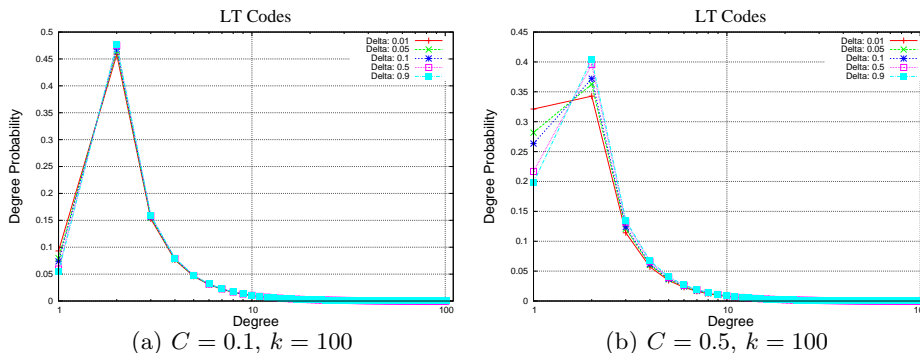 LT Codes
Delta: 0.01
Delta: 0.05
Delta: 0.1
Delta: 0.5
Delta: 0.9
Degree Probability
0.5
0.45
0.4
0.35
0.3
0.25
0.2
0.15
0.1
0.05
0
1 10 100
Degree
(a) C = 0.1, k = 100
LT Codes
Delta: 0.01
Delta: 0.05
Delta: 0.1
Delta: 0.5
Delta: 0.9
Degree Probability
0.45
0.4
0.35
0.3
0.25
0.2
0.15
0.1
0.05
0
1 10 100
Degree
(b) C = 0.5, k = 100